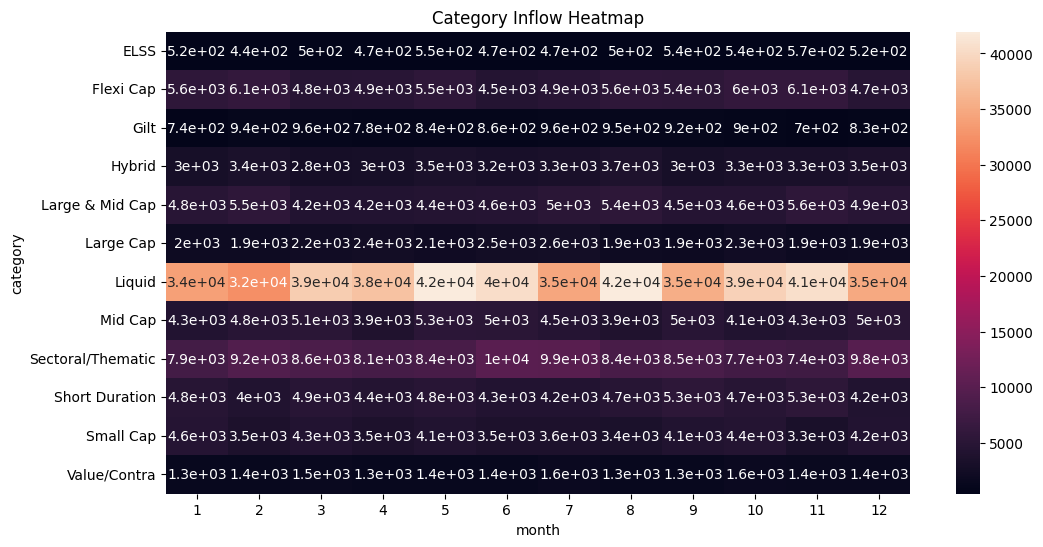 Category Inflow Heatmap
ELSS 5.2e+02 4.4e+02 5e+02 4.7e+02 5.5e+02 4.7e+02 4.7e+02 5e+02 5.4e+02 5.4e+02 5.7e+02 5.2e+02
Flexi Cap 5.6e+03 6.1e+03 4.8e+03 4.9e+03 5.5e+03 4.5e+03 4.9e+03 5.6e+03 5.4e+03 6e+03 6.1e+03 4.7e+03
Gilt 7.4e+02 9.4e+02 9.6e+02 7.8e+02 8.4e+02 8.6e+02 9.6e+02 9.5e+02 9.2e+02 9e+02 7e+02 8.3e+02
Hybrid 3e+03 3.4e+03 2.8e+03 3e+03 3.5e+03 3.2e+03 3.3e+03 3.7e+03 3e+03 3.3e+03 3.3e+03 3.5e+03
Large & Mid Cap 4.8e+03 5.5e+03 4.2e+03 4.2e+03 4.4e+03 4.6e+03 5e+03 5.4e+03 4.5e+03 4.6e+03 5.6e+03 4.9e+03
Large Cap 2e+03 1.9e+03 2.2e+03 2.4e+03 2.1e+03 2.5e+03 2.6e+03 1.9e+03 1.9e+03 2.3e+03 1.9e+03 1.9e+03
Liquid 3.4e+04 3.2e+04 3.9e+04 3.8e+04 4.2e+04 4e+04 3.5e+04 4.2e+04 3.5e+04 3.9e+04 4.1e+04 3.5e+04
Mid Cap 4.3e+03 4.8e+03 5.1e+03 3.9e+03 5.3e+03 5e+03 4.5e+03 3.9e+03 5e+03 4.1e+03 4.3e+03 5e+03
Sectoral/Thematic 7.9e+03 9.2e+03 8.6e+03 8.1e+03 8.4e+03 1e+04 9.9e+03 8.4e+03 8.5e+03 7.7e+03 7.4e+03 9.8e+03
Short Duration 4.8e+03 4e+03 4.9e+03 4.4e+03 4.8e+03 4.3e+03 4.2e+03 4.7e+03 5.3e+03 4.7e+03 5.3e+03 4.2e+03
Small Cap 4.6e+03 3.5e+03 4.3e+03 3.5e+03 4.1e+03 3.5e+03 3.6e+03 3.4e+03 4.1e+03 4.4e+03 3.3e+03 4.2e+03
Value/Contra 1.3e+03 1.4e+03 1.5e+03 1.3e+03 1.4e+03 1.4e+03 1.6e+03 1.3e+03 1.3e+03 1.6e+03 1.4e+03 1.4e+03
1 2 3 4 5 6 7 8 9 10 11 12
month
category
40000
35000
30000
25000
20000
15000
10000
5000